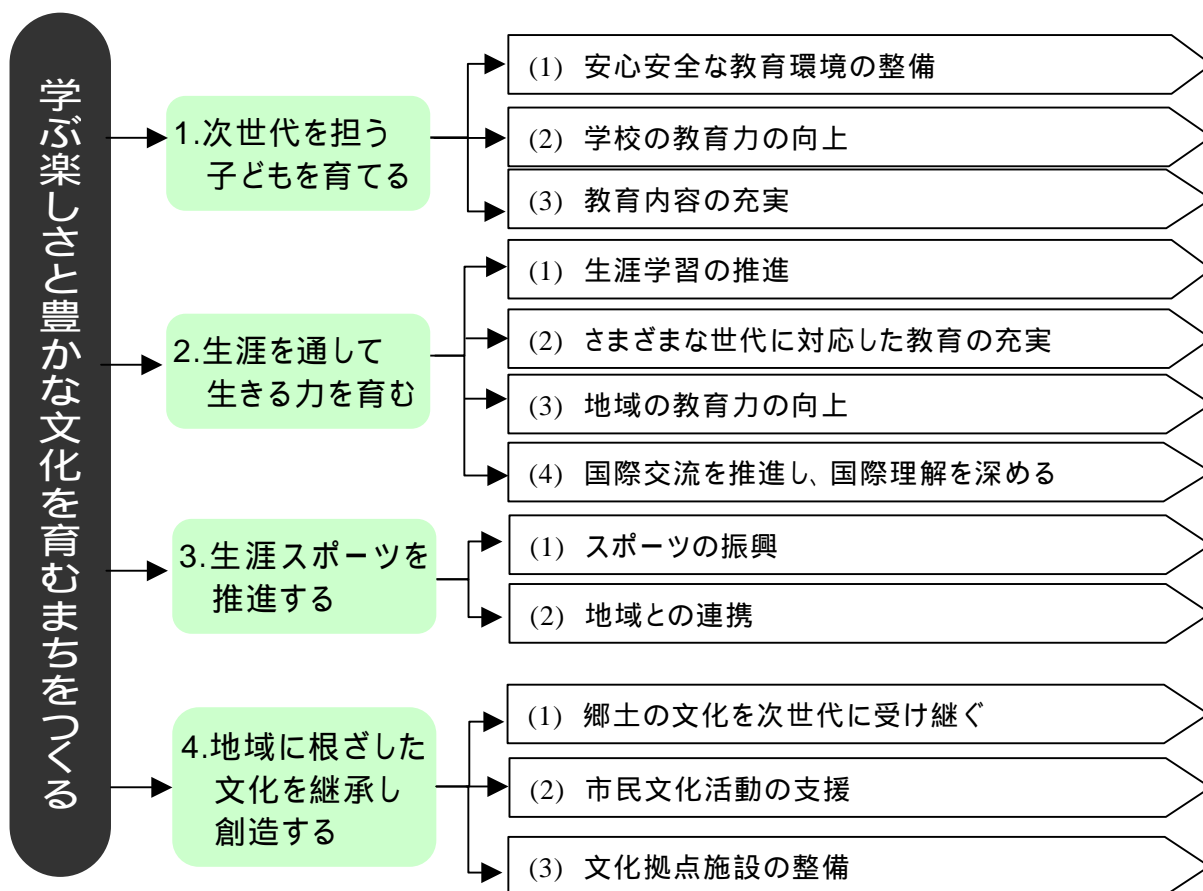 学ぶ楽しさと豊かな文化を育むまちをつくる
1.次世代を担う
子どもを育てる
(1) 安心安全な教育環境の整備
(2) 学校の教育力の向上
(3) 教育内容の充実
2.生涯を通して
生きる力を育む
(1) 生涯学習の推進
(2) さまざまな世代に対応した教育の充実
(3) 地域の教育力の向上
(4) 国際交流を推進し、国際理解を深める
3.生涯スポーツを
推進する
(1) スポーツの振興
(2) 地域との連携
4.地域に根ざした
文化を継承し
創造する
(1) 郷土の文化を次世代に受け継ぐ
(2) 市民文化活動の支援
(3) 文化拠点施設の整備